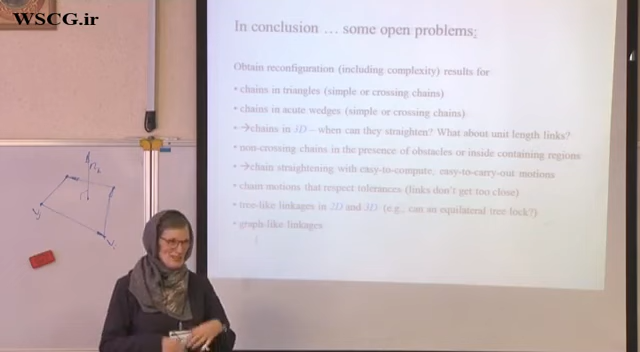 WSCG.ir
In conclusion … some open problems:
Obtain reconfiguration (including complexity) results for
• chains in triangles (simple or crossing chains)
• chains in acute wedges (simple or crossing chains)
• →chains in 3D – when can they straighten? What about unit length links?
• non-crossing chains in the presence of obstacles or inside containing regions
• →chain straightening with easy-to-compute, easy-to-carry-out motions
• chain motions that respect tolerances (links don't get too close)
• tree-like linkages in 2D and 3D (e.g., can an equilateral tree lock?)
• graph-like linkages